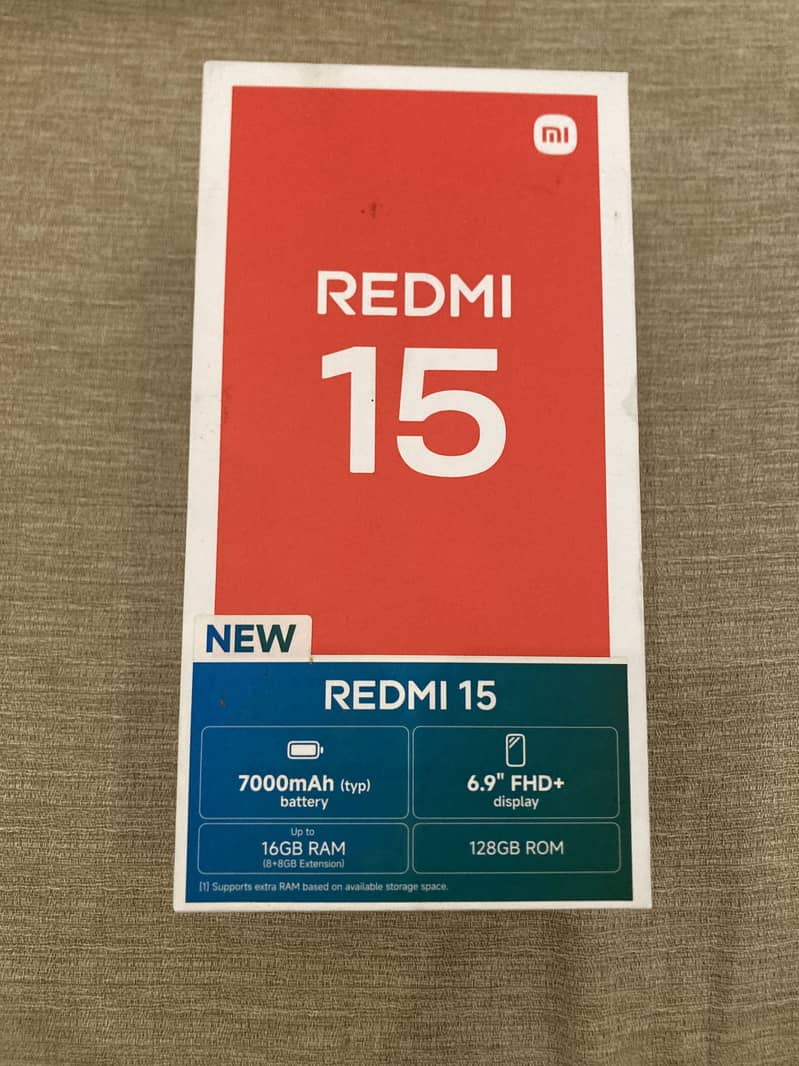 mi
REDMI
15
NEW
REDMI 15
7000mAh (typ)
battery
6.9" FHD+
display
Up to
16GB RAM
(8+8GB Extension)
128GB ROM
[1] Supports extra RAM based on available storage space.